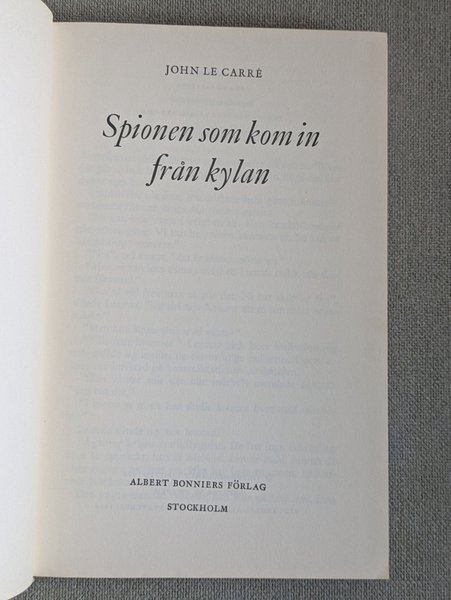 JOHN LE CARRÉ
Spionen som kom in
från kylan
ALBERT BONNIERS FÖRLAG
STOCKHOLM